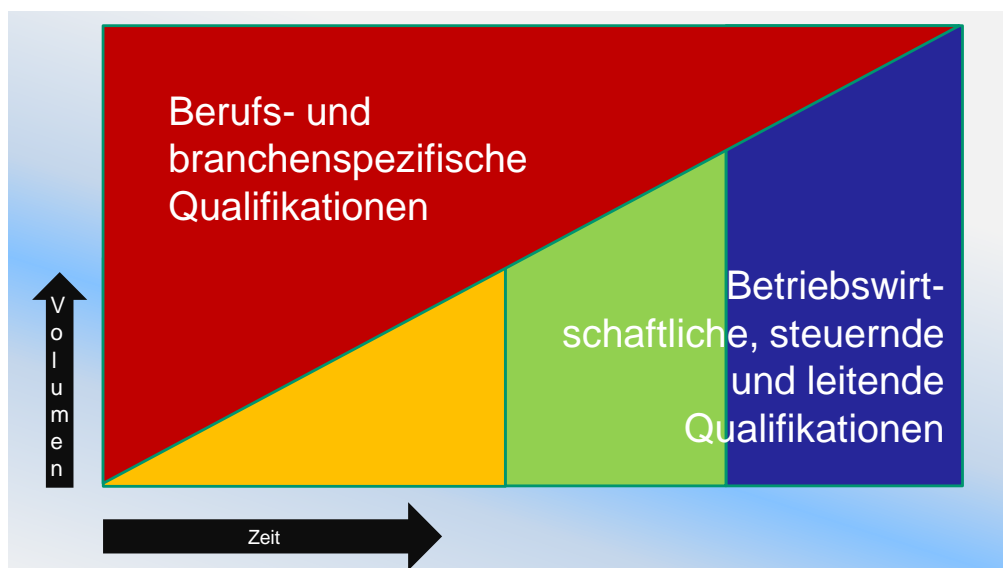 Berufs- und
branchenspezifische
Qualifikationen
Betriebswirt-
schaftliche, steuernde
und leitende
Qualifikationen
Volumen
Zeit